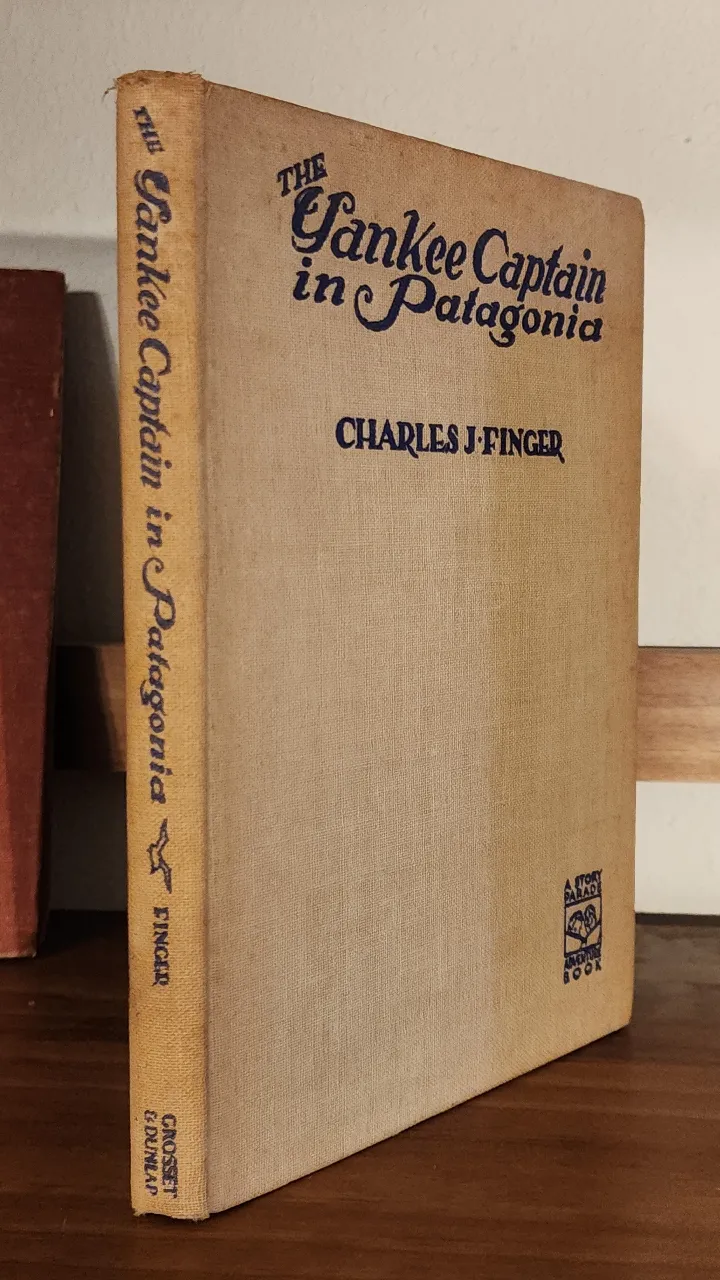 THE
Yankee Captain
in Patagonia
CHARLES J·FINGER
A STORY
PARADE
ADVENTURE
BOOK
THE Yankee Captain in Patagonia
FINGER
GROSSET
& DUNLAP